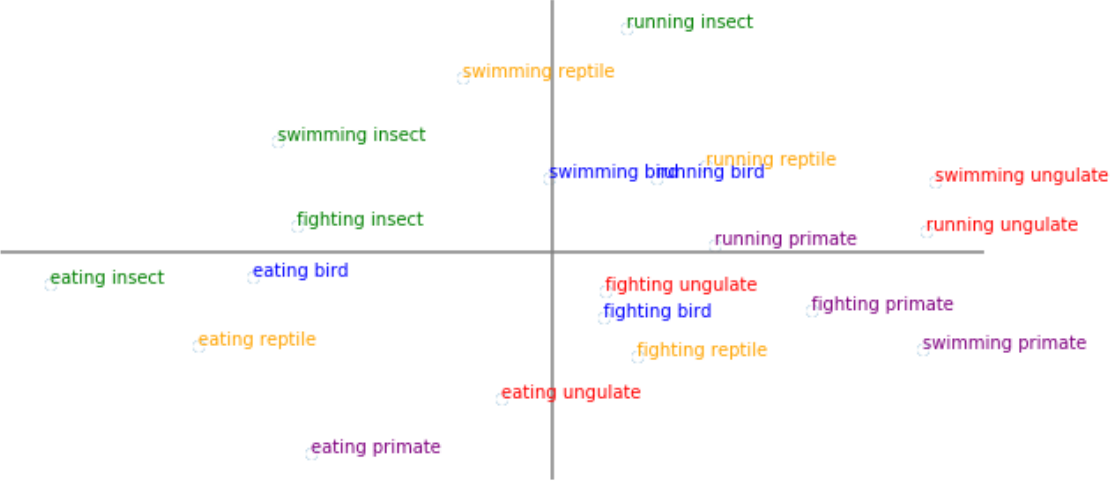 running insect
swimming reptile
swimming insect
running reptile
swimming bird
running bird
swimming ungulate
fighting insect
running ungulate
running primate
eating bird
eating insect
fighting ungulate
fighting primate
fighting bird
eating reptile
swimming primate
fighting reptile
eating ungulate
eating primate